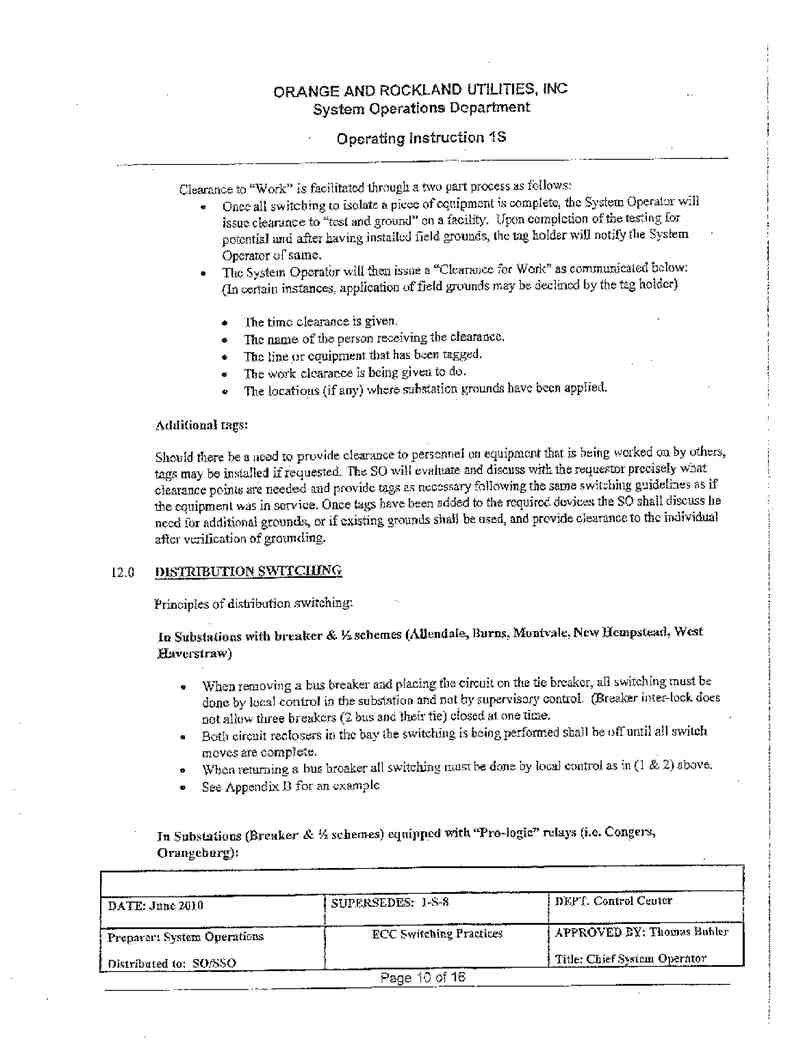 ORANGE AND ROCKLAND UTILITIES, INC
System Operations Department
Operating Instruction 1S
Clearance to "Work" is facilitated through a two part process as follows:
• Once all switching to isolate a piece of equipment is complete, the System Operator will
issue clearance to "test and ground" on a facility. Upon completion of the testing for
potential and after having installed field grounds, the tag holder will notify the System
Operator of same.
• The System Operator will then issue a "Clearance for Work" as communicated below:
(In certain instances, application of field grounds may be declined by the tag holder)
• The time clearance is given.
• The name of the person receiving the clearance.
• The line or equipment that has been tagged.
• The work clearance is being given to do.
• The locations (if any) where substation grounds have been applied.
Additional tags:
Should there be a need to provide clearance to personnel on equipment that is being worked on by others,
tags may be installed if requested. The SO will evaluate and discuss with the requestor precisely what
clearance points are needed and provide tags as necessary following the same switching guidelines as if
the equipment was in service. Once tags have been added to the required devices the SO shall discuss he
need for additional grounds, or if existing grounds shall be used, and provide clearance to the individual
after verification of grounding.
12.0 DISTRIBUTION SWITCHING
Principles of distribution switching:
In Substations with breaker & ½ schemes (Allendale, Burns, Montvale, New Hempstead, West
Haverstraw)
• When removing a bus breaker and placing the circuit on the tie breaker, all switching must be
done by local control in the substation and not by supervisory control. (Breaker inter-lock does
not allow three breakers (2 bus and their tie) closed at one time.
• Both circuit reclosers in the bay the switching is being performed shall be off until all switch
moves are complete.
• When returning a bus breaker all switching must be done by local control as in (1 & 2) above.
• See Appendix B for an example
In Substations (Breaker & ½ schemes) equipped with "Pro-logic" relays (i.e. Congers,
Orangeburg):
DATE: June 2010 SUPERSEDES: 1-S-8 DEPT. Control Center
Preparer: System Operations ECC Switching Practices APPROVED BY: Thomas Buhler
Distributed to: SO/SSO Title: Chief System Operator
Page 10 of 16